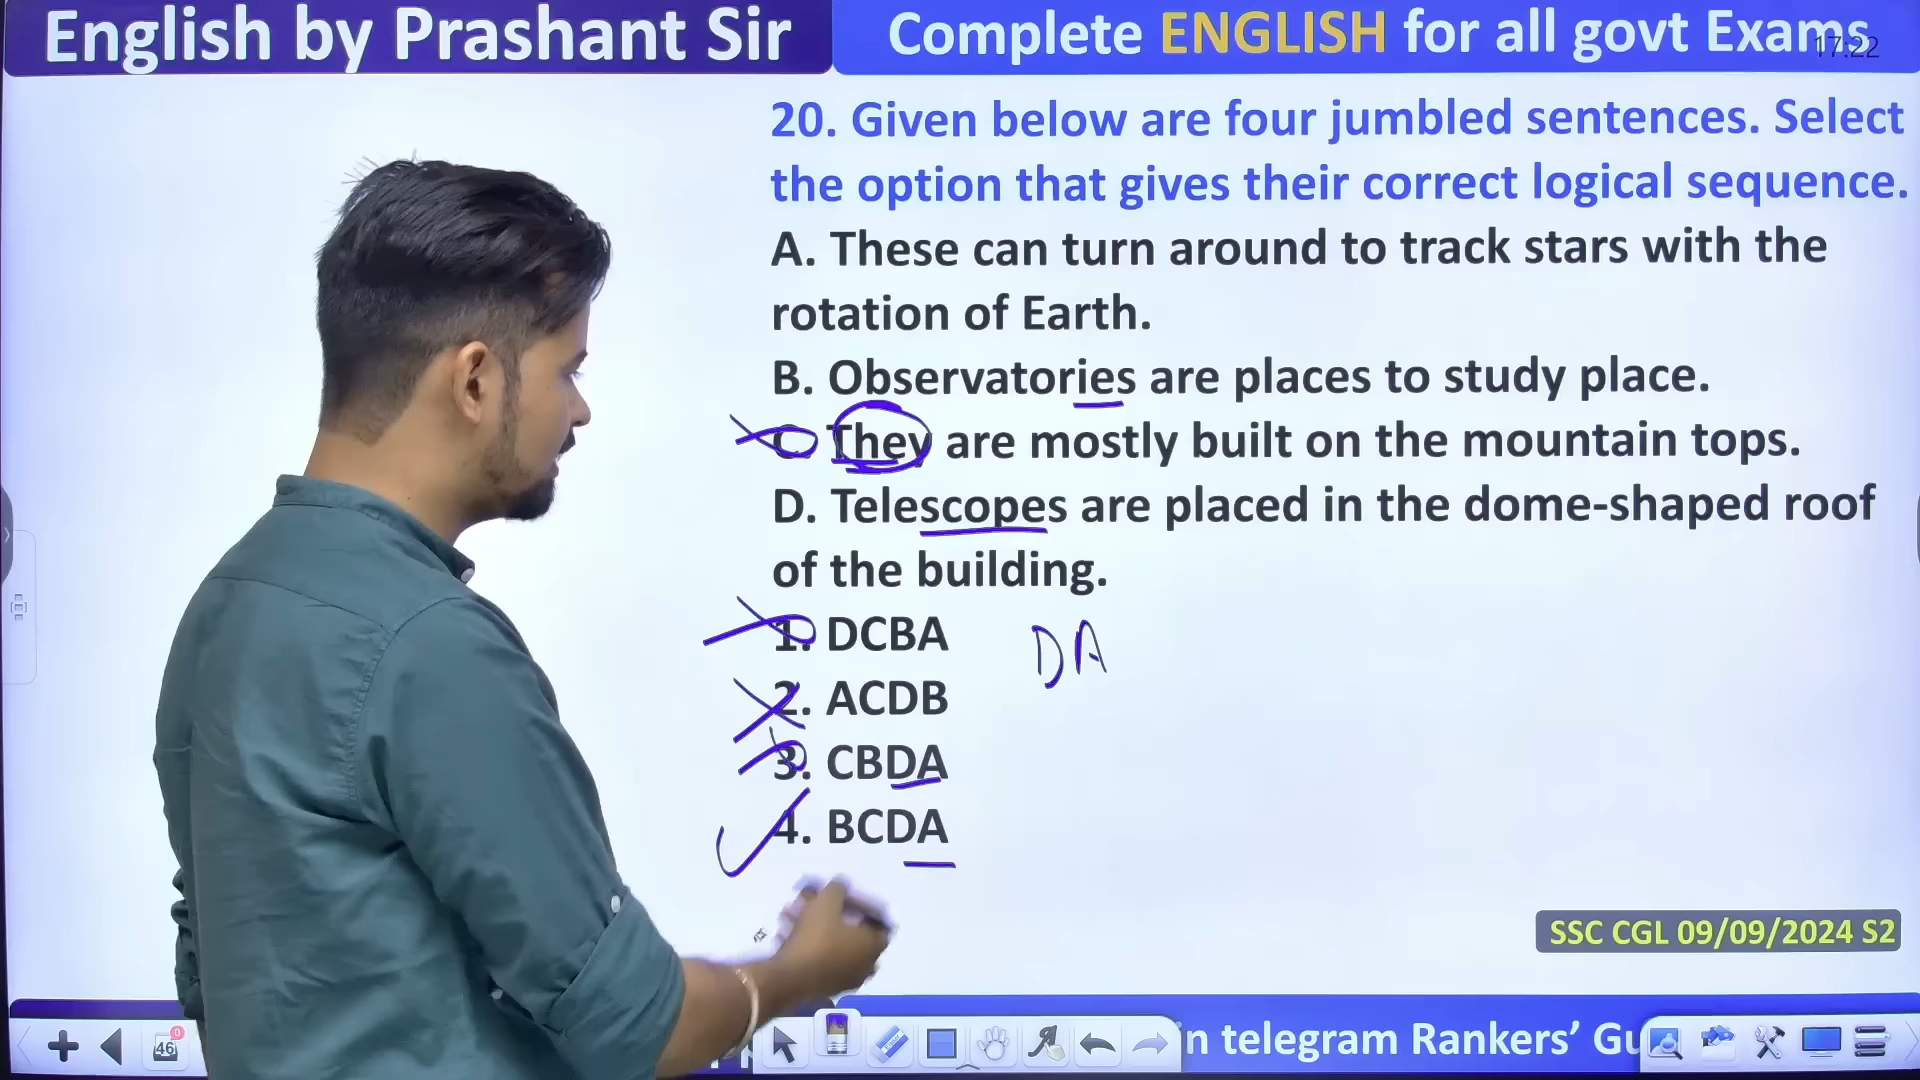 English by Prashant Sir
Complete ENGLISH for all govt Exams
17:22
20. Given below are four jumbled sentences. Select
the option that gives their correct logical sequence.
A. These can turn around to track stars with the
rotation of Earth.
B. Observatories are places to study place.
C They are mostly built on the mountain tops.
D. Telescopes are placed in the dome-shaped roof
of the building.
1. DCBA
DA
2. ACDB
3. CBDA
4. BCDA
SSC CGL 09/09/2024 S2
46
0
in telegram Rankers’ Gu